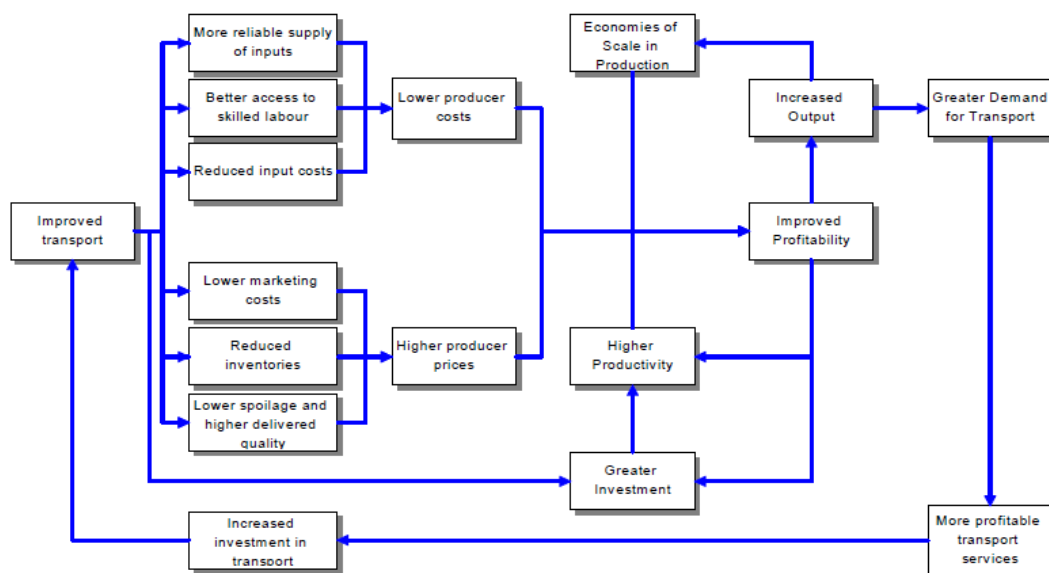 More reliable supply
of inputs
Better access to
skilled labour
Reduced input costs
Improved
transport
Lower marketing
costs
Reduced
inventories
Lower spoilage and
higher delivered
quality
Increased
investment in
transport
Lower producer
costs
Higher producer
prices
Economies of
Scale in
Production
Higher
Productivity
Greater
Investment
Increased
Output
Improved
Profitability
Greater Demand
for Transport
More profitable
transport
services